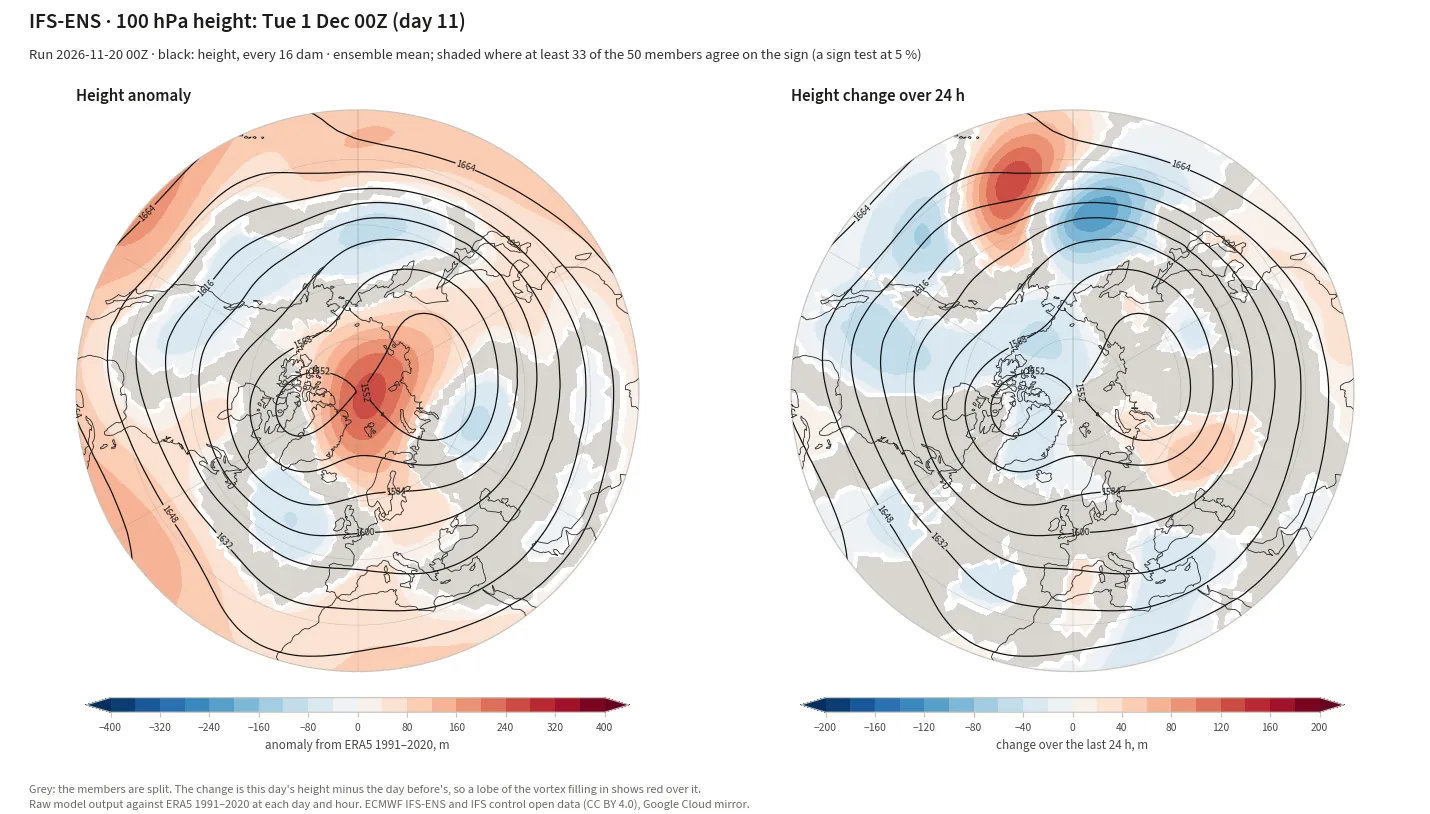 IFS-ENS · 100 hPa height: Tue 1 Dec 00Z (day 11)
Run 2026-11-20 00Z · black: height, every 16 dam · ensemble mean; shaded where at least 33 of the 50 members agree on the sign (a sign test at 5 %)
Height anomaly
Height change over 24 h
1664
1664
1616
1568
1552
1552
1584
1600
1648
1632
1664
1664
1616
1568
1552
1552
1584
1600
1648
1632
−400 −320 −240 −160 −80 0 80 160 240 320 400
anomaly from ERA5 1991–2020, m
−200 −160 −120 −80 −40 0 40 80 120 160 200
change over the last 24 h, m
Grey: the members are split. The change is this day's height minus the day before's, so a lobe of the vortex filling in shows red over it.
Raw model output against ERA5 1991–2020 at each day and hour. ECMWF IFS-ENS and IFS control open data (CC BY 4.0), Google Cloud mirror.